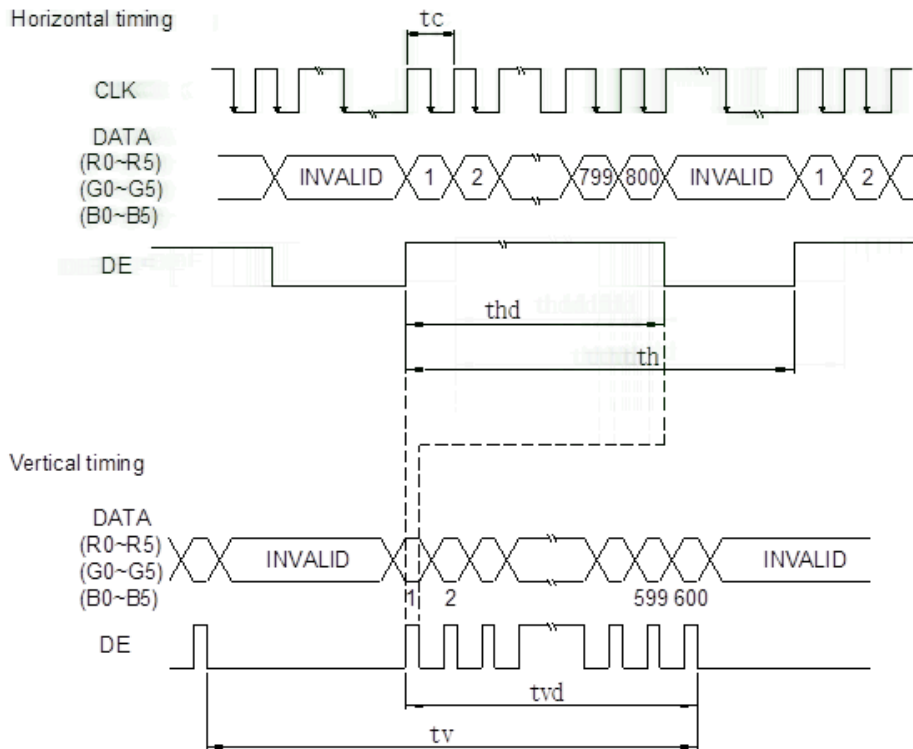 Horizontal timing
tc
CLK
DATA
(R0~R5)
(G0~G5)
(B0~B5)
INVALID 1 2 799 800 INVALID 1 2
DE
thd
th
Vertical timing
DATA
(R0~R5)
(G0~G5)
(B0~B5)
INVALID INVALID
1 2 599 600
DE
tvd
tv